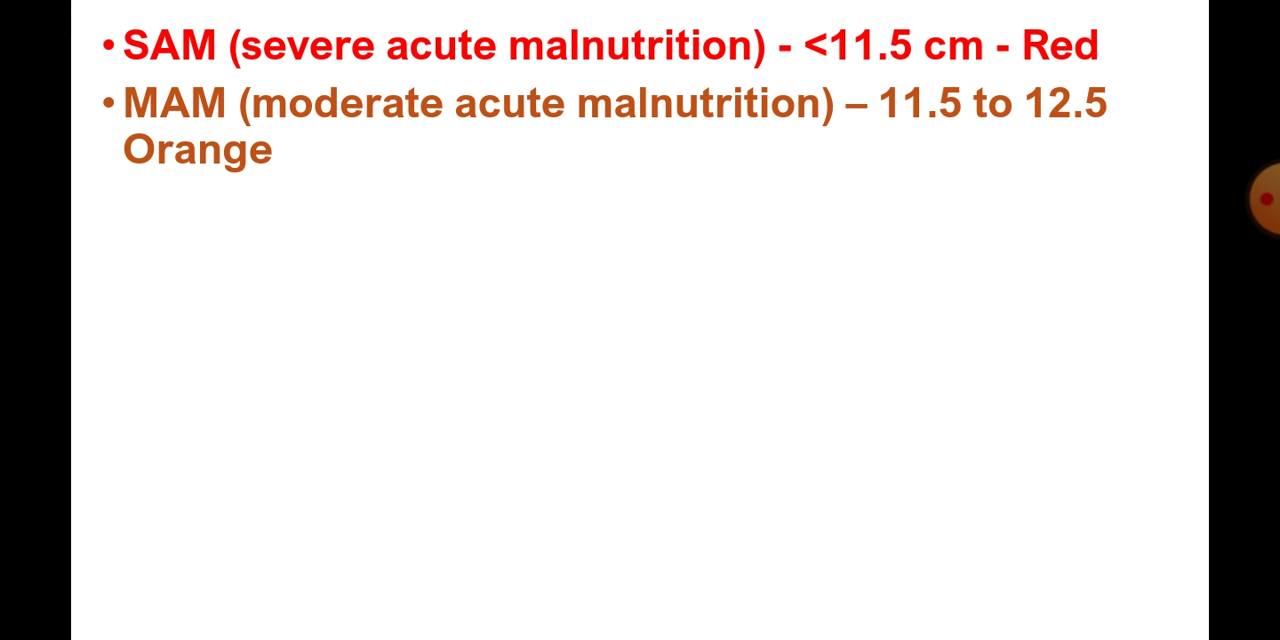 • SAM (severe acute malnutrition) - <11.5 cm - Red
• MAM (moderate acute malnutrition) – 11.5 to 12.5
Orange